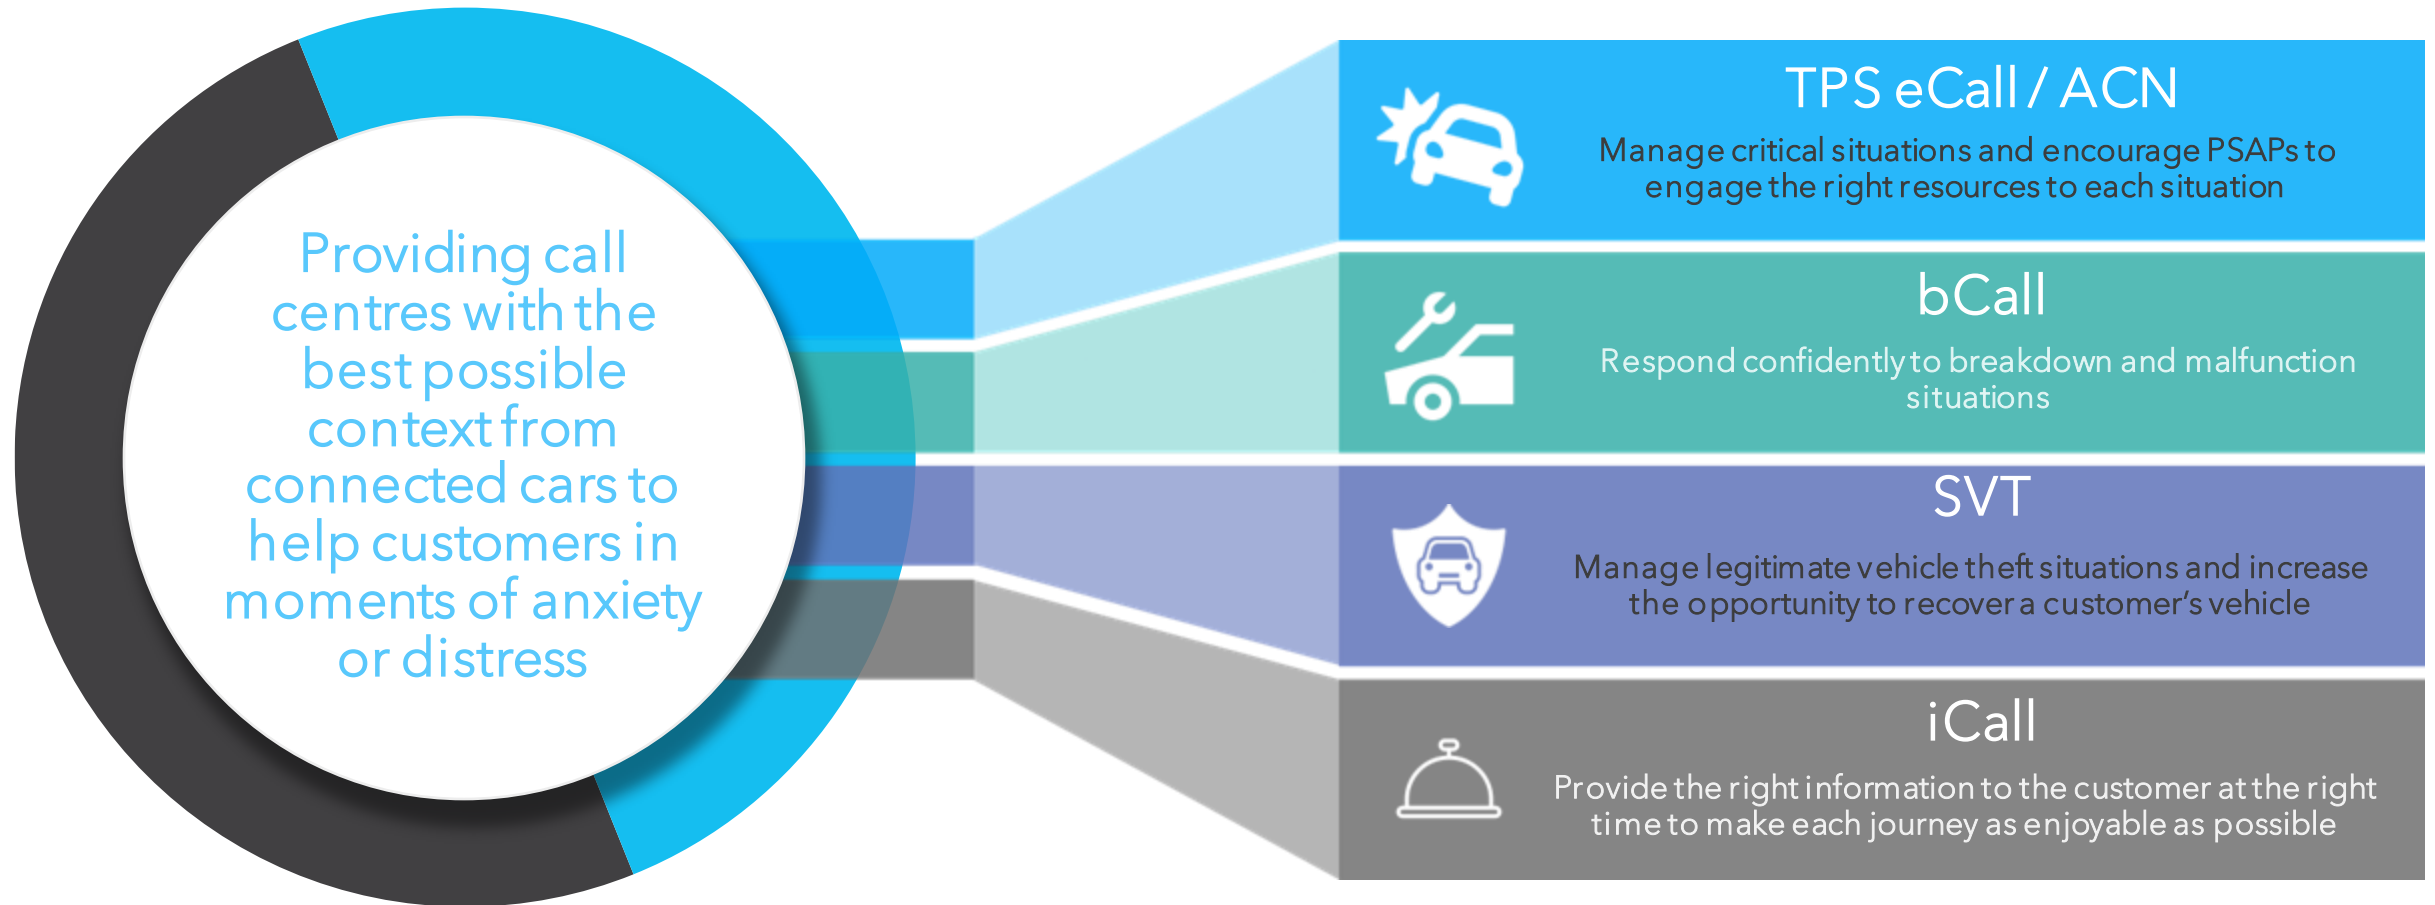 Providing call
centres with the
best possible
context from
connected cars to
help customers in
moments of anxiety
or distress
TPS eCall / ACN
Manage critical situations and encourage PSAPs to
engage the right resources to each situation
bCall
Respond confidently to breakdown and malfunction
situations
SVT
Manage legitimate vehicle theft situations and increase
the opportunity to recover a customer’s vehicle
iCall
Provide the right information to the customer at the right
time to make each journey as enjoyable as possible